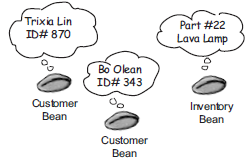 Trixia Lin
ID# 870
Customer
Bean
Bo Olean
ID# 343
Customer
Bean
Part #22
Lava Lamp
Inventory
Bean